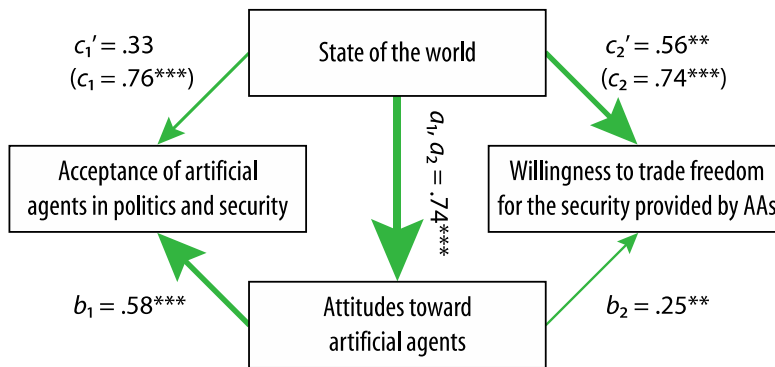 c₁’ = .33
(c₁ = .76***)
State of the world
c₂’ = .56**
(c₂ = .74***)
a₁, a₂ = .74***
Acceptance of artificial
agents in politics and security
Willingness to trade freedom
for the security provided by AAs
b₁ = .58***
Attitudes toward
artificial agents
b₂ = .25**